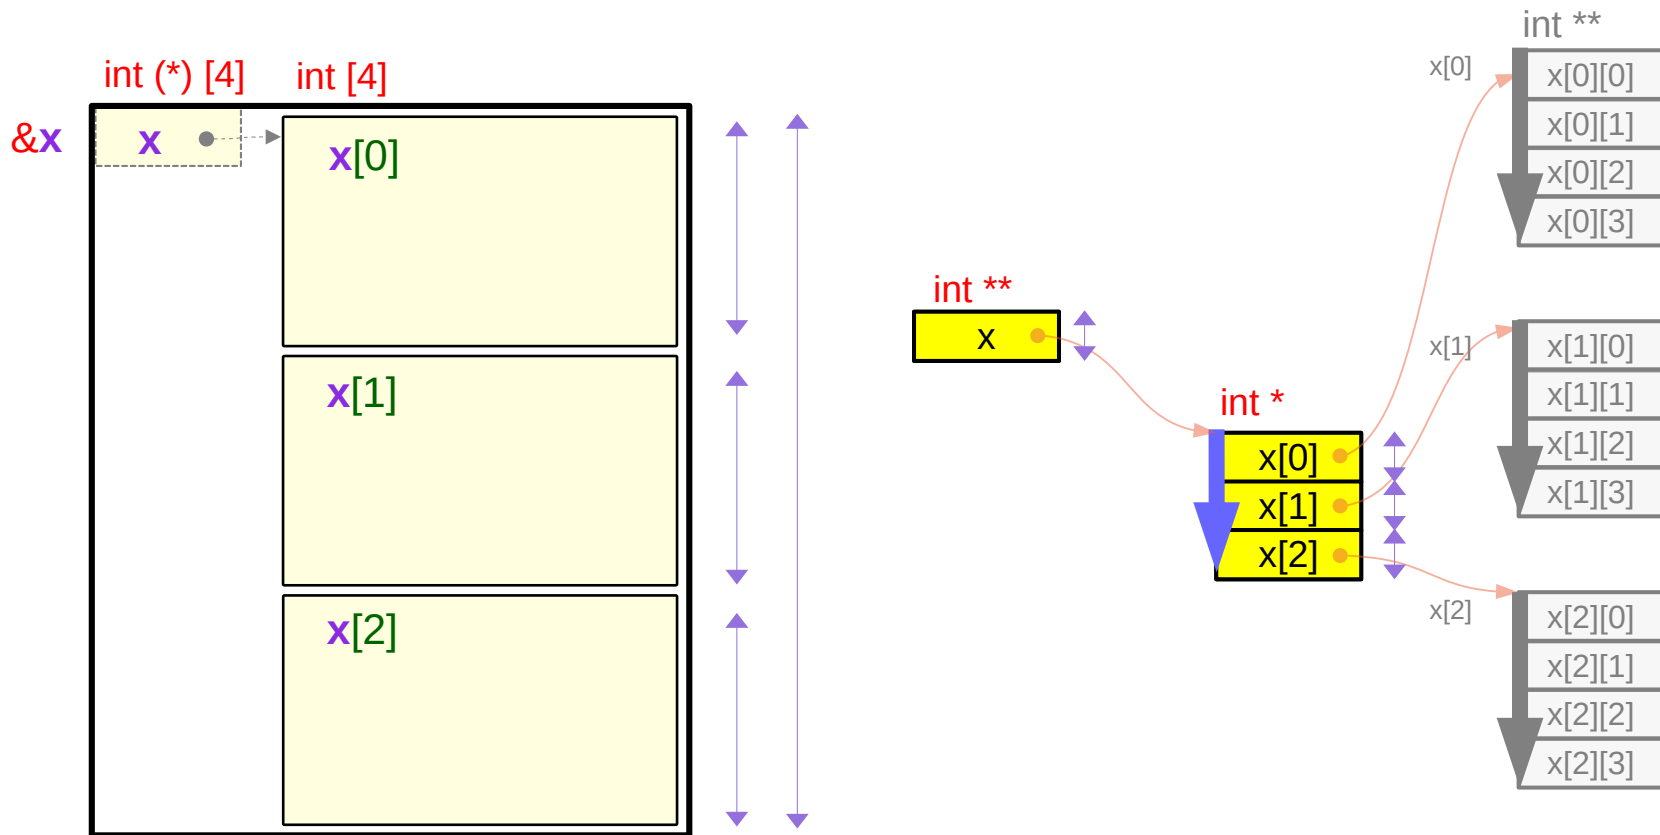 int (*) [4] int [4]
&x
x
x[0]
x[1]
x[2]
int **
x
int *
x[0]
x[1]
x[2]
int **
x[0]
x[0][0]
x[0][1]
x[0][2]
x[0][3]
x[1]
x[1][0]
x[1][1]
x[1][2]
x[1][3]
x[2]
x[2][0]
x[2][1]
x[2][2]
x[2][3]